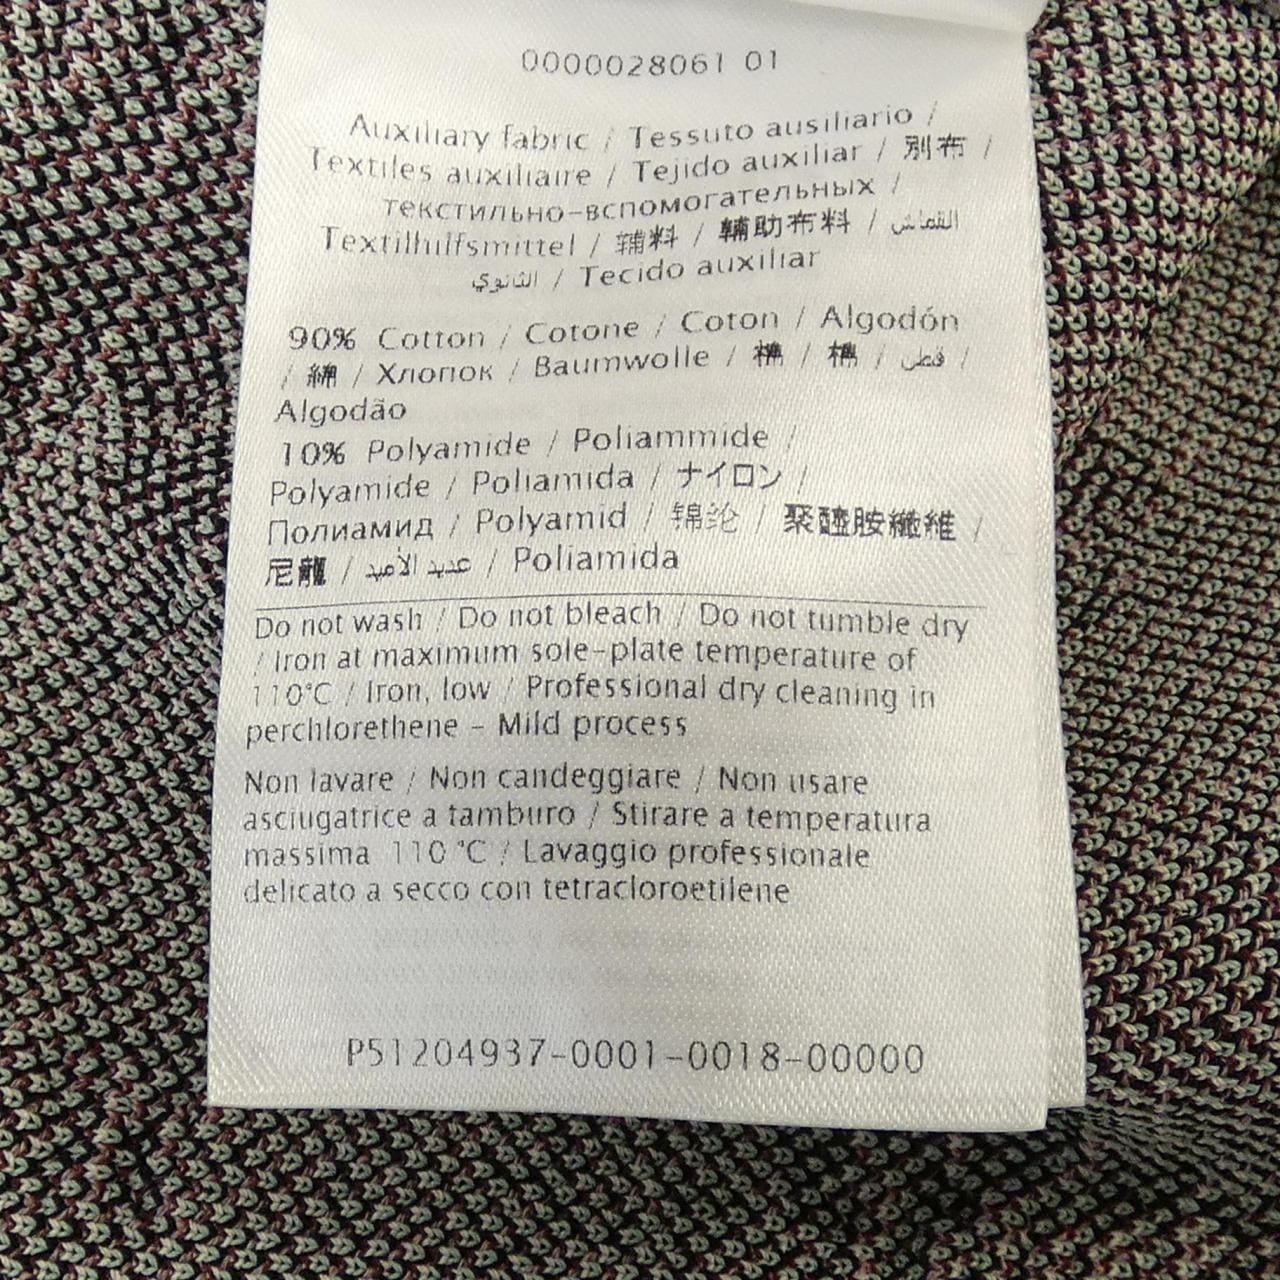 0000028061 01
Auxiliary fabric / Tessuto ausiliario /
Textiles auxiliaire / Tejido auxiliar / 別布 /
текстильно-вспомогательных /
Textilhilfsmittel / 辅料 / 輔助布料 / القماش
الثانوي / Tecido auxiliar
90% Cotton / Cotone / Coton / Algodón
/ 綿 / Хлопок / Baumwolle / 棉 / 棉 / قطن /
Algodão
10% Polyamide / Poliammide /
Polyamide / Poliamida / ナイロン /
Полиамид / Polyamid / 锦纶 / 聚醯胺纖維 /
尼龍 / عديد الأميد / Poliamida
Do not wash / Do not bleach / Do not tumble dry
/ Iron at maximum sole-plate temperature of
110°C / Iron, low / Professional dry cleaning in
perchlorethene - Mild process
Non lavare / Non candeggiare / Non usare
asciugatrice a tamburo / Stirare a temperatura
massima 110 °C / Lavaggio professionale
delicato a secco con tetracloroetilene
P51204937-0001-0018-00000